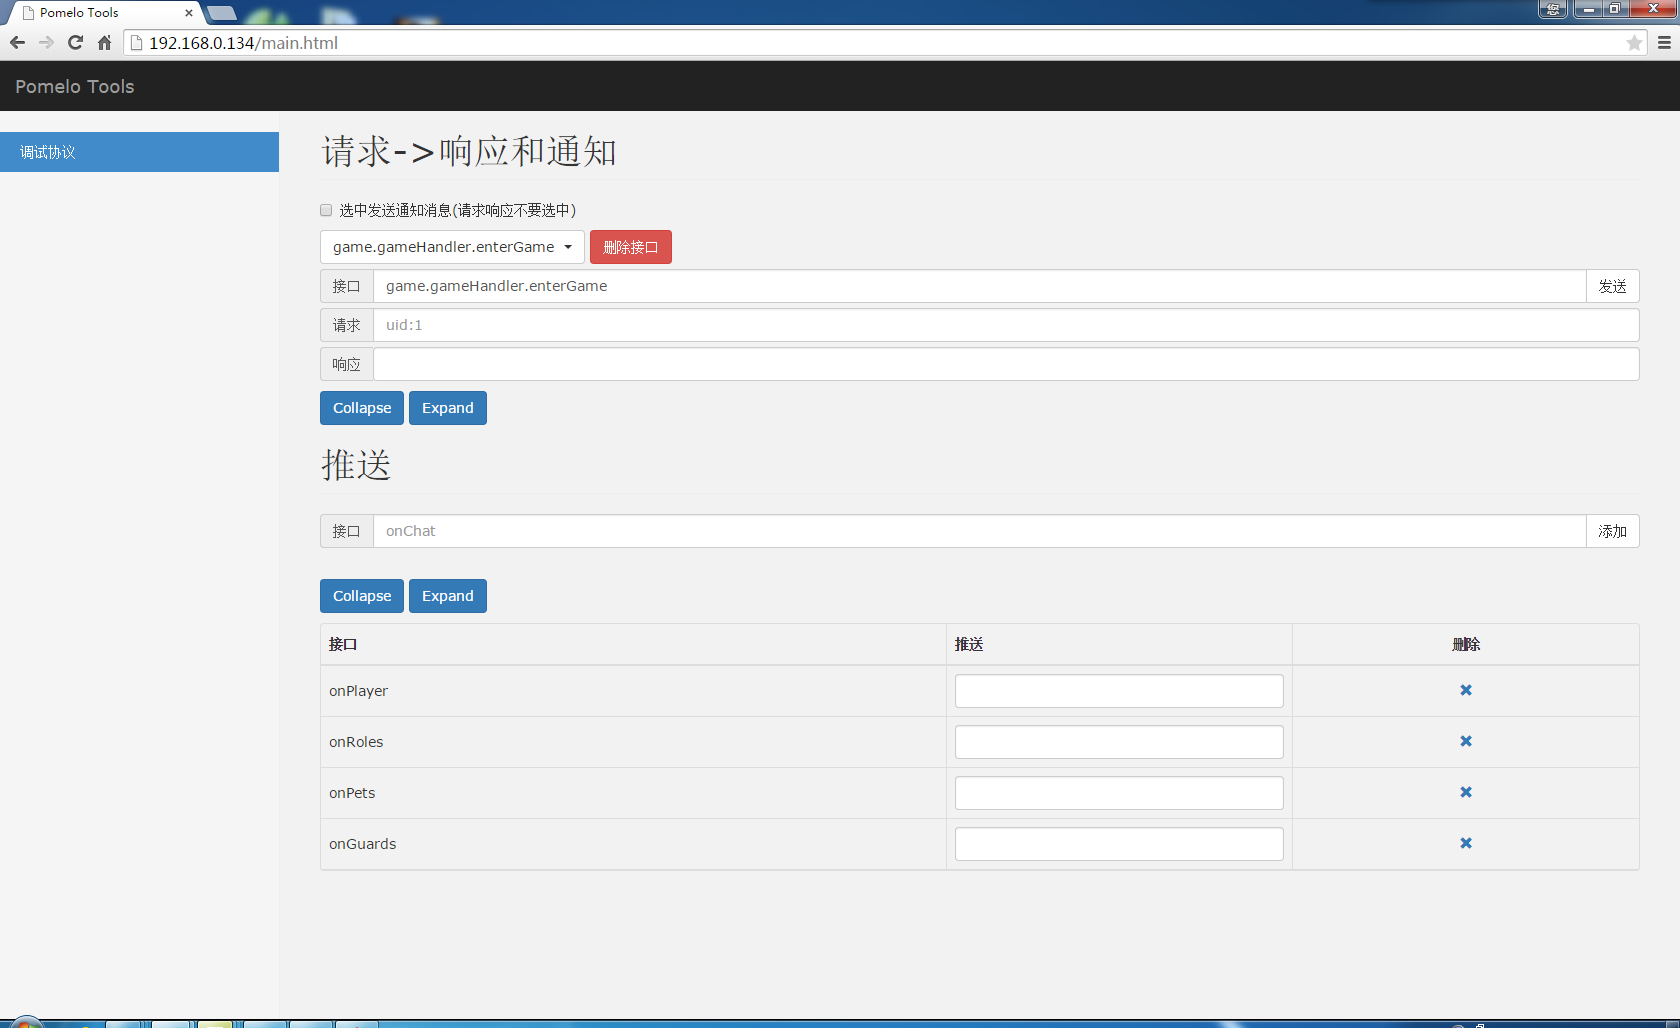 Pomelo Tools
您
192.168.0.134/main.html
Pomelo Tools
调试协议
请求->响应和通知
选中发送通知消息(请求响应不要选中)
game.gameHandler.enterGame 删除接口
接口 game.gameHandler.enterGame 发送
请求 uid:1
响应
Collapse Expand
推送
接口 onChat 添加
Collapse Expand
接口 推送 删除
onPlayer
onRoles
onPets
onGuards